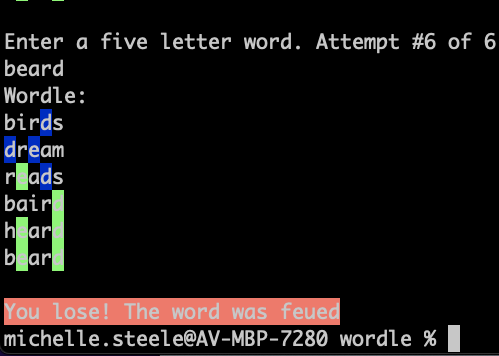 Enter a five letter word. Attempt #6 of 6
beard
Wordle:
birds
dream
reads
baird
heard
beard
You lose! The word was feued
michelle.steele@AV-MBP-7280 wordle %